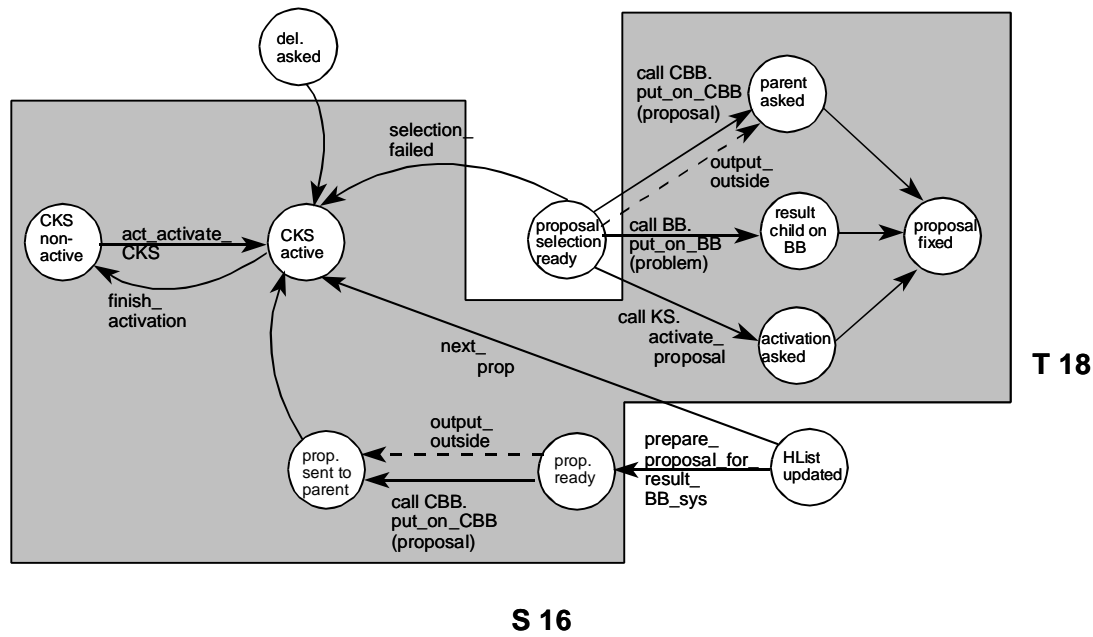 del.
asked
call CBB.
put_on_CBB
(proposal)
parent
asked
selection_
failed
output_
outside
CKS
non-
active
act_activate_
CKS
CKS
active
finish_
activation
proposal
selection
ready
call BB.
put_on_BB
(problem)
result
child on
BB
proposal
fixed
call KS.
activate_
proposal
activation
asked
next_
prop
T 18
output_
outside
prop.
sent to
parent
prop.
ready
call CBB.
put_on_CBB
(proposal)
prepare_
proposal_for_
result_
BB_sys
HList
updated
S 16